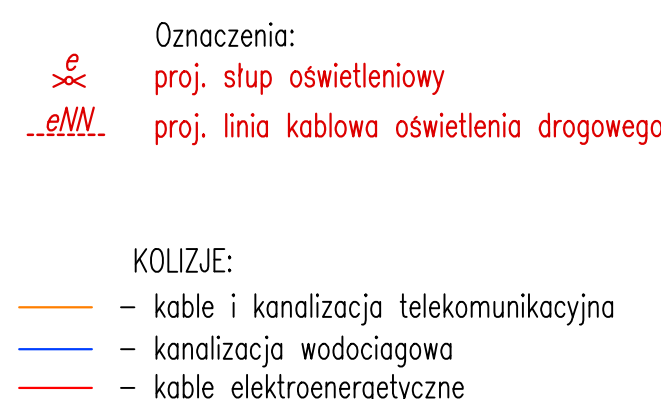 Oznaczenia:
e proj. słup oświetleniowy
eNN proj. linia kablowa oświetlenia drogowego
KOLIZJE:
– kable i kanalizacja telekomunikacyjna
– kanalizacja wodociagowa
– kable elektroenergetyczne